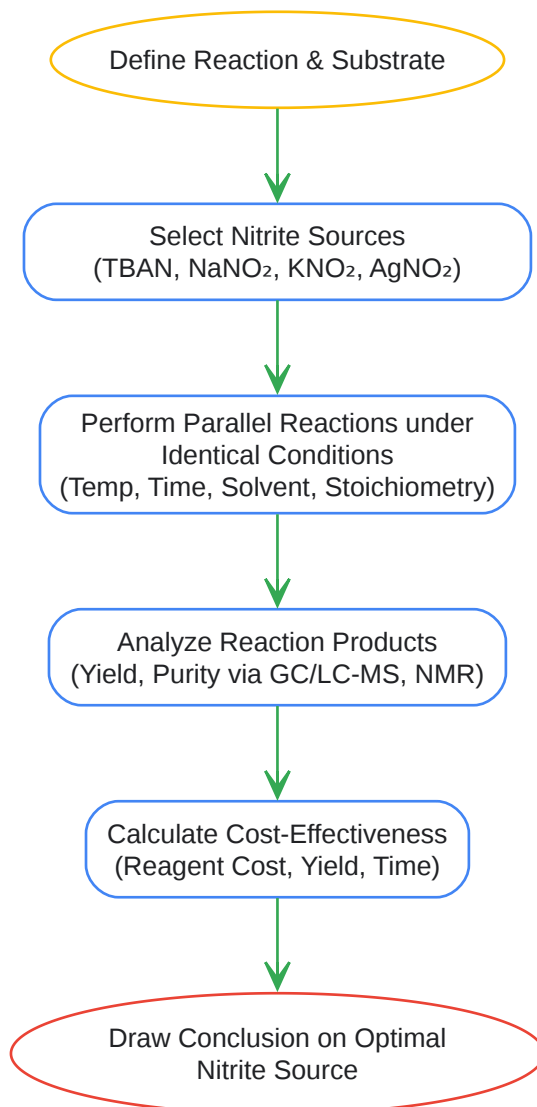 Define Reaction & Substrate
Select Nitrite Sources
(TBAN, NaNO₂, KNO₂, AgNO₂)
Perform Parallel Reactions under
Identical Conditions
(Temp, Time, Solvent, Stoichiometry)
Analyze Reaction Products
(Yield, Purity via GC/LC-MS, NMR)
Calculate Cost-Effectiveness
(Reagent Cost, Yield, Time)
Draw Conclusion on Optimal
Nitrite Source